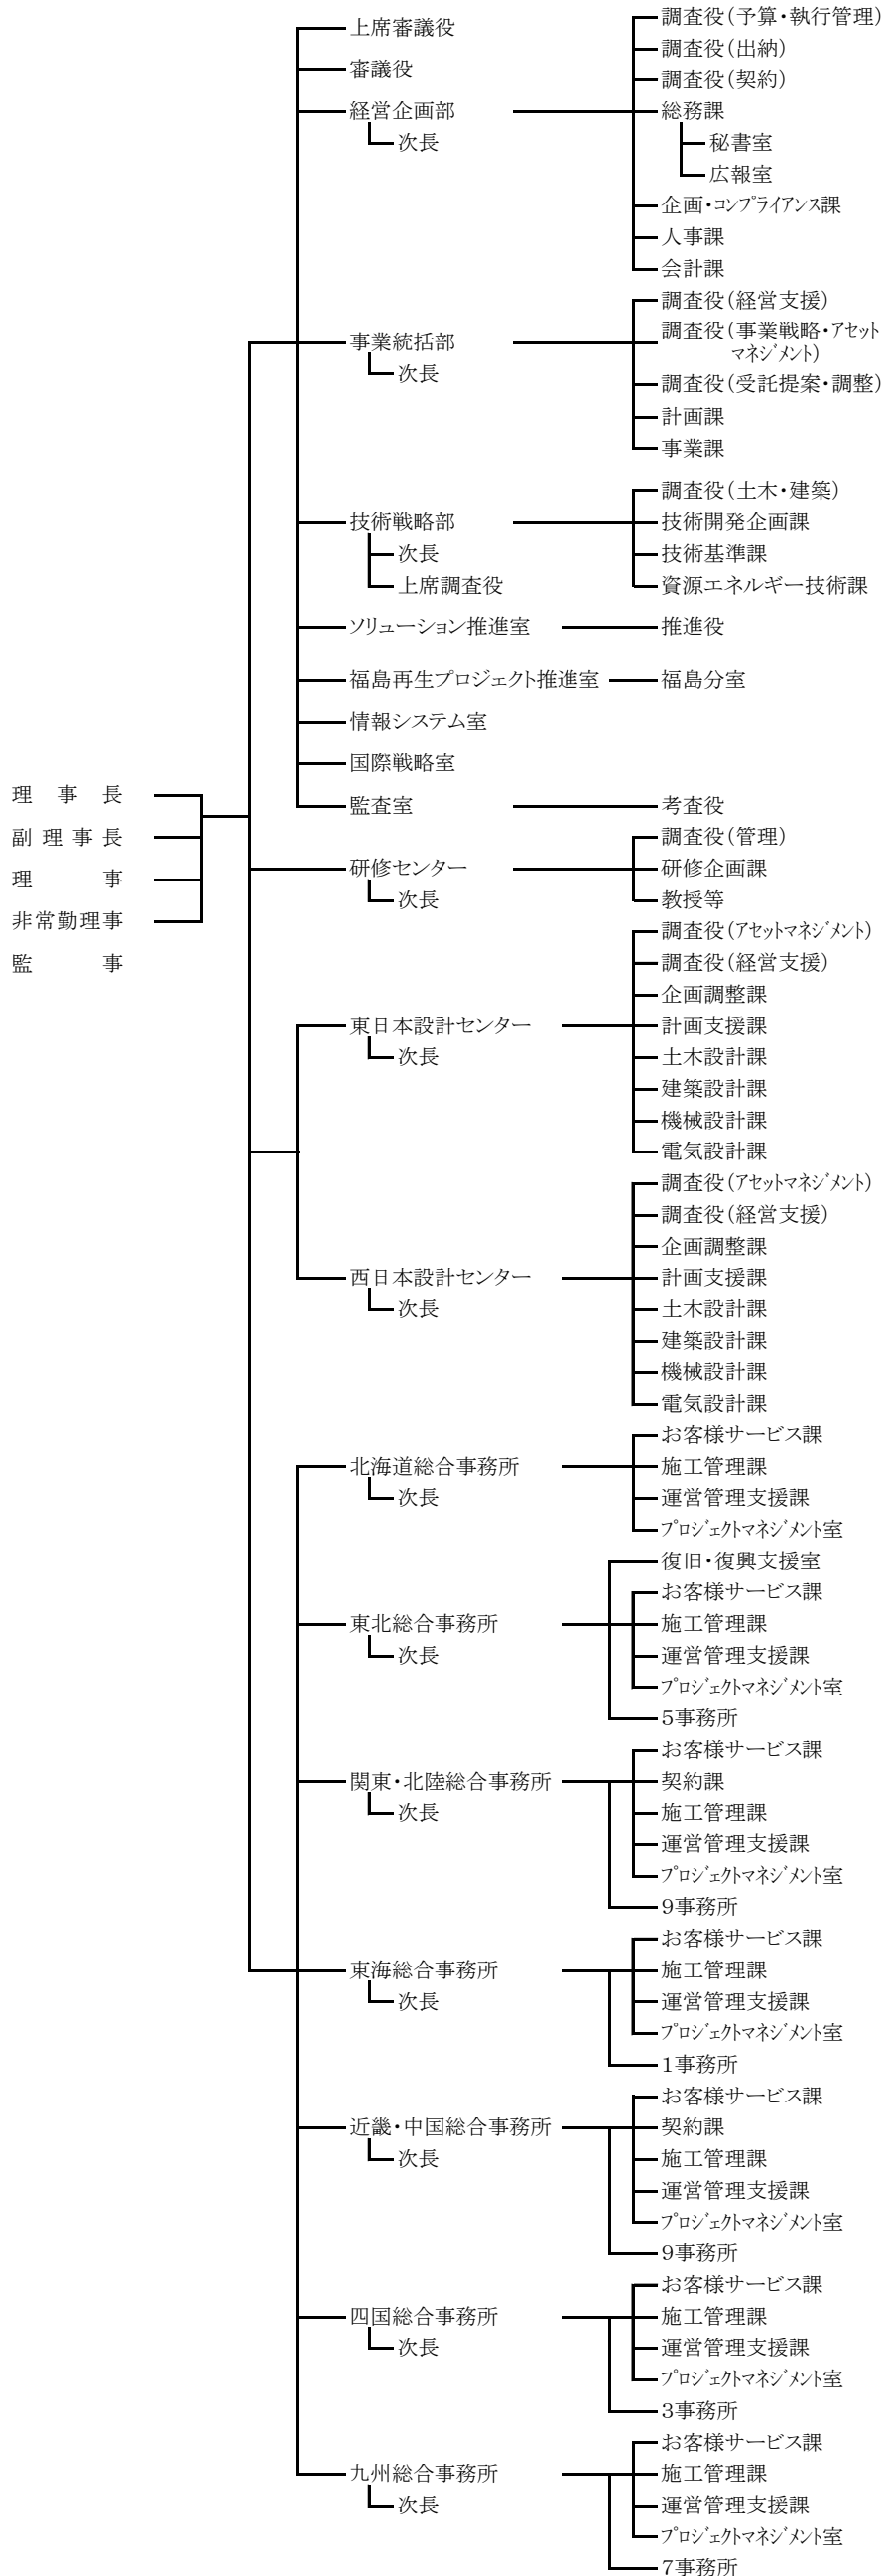 上席審議役
審議役
経営企画部
次長
調査役(予算・執行管理)
調査役(出納)
調査役(契約)
総務課
秘書室
広報室
企画・コンプライアンス課
人事課
会計課
事業統括部
次長
調査役(経営支援)
調査役(事業戦略・アセット
マネジメント)
調査役(受託提案・調整)
計画課
事業課
技術戦略部
次長
上席調査役
調査役(土木・建築)
技術開発企画課
技術基準課
資源エネルギー技術課
ソリューション推進室
推進役
福島再生プロジェクト推進室
福島分室
情報システム室
国際戦略室
監査室
考査役
理事長
副理事長
理事
非常勤理事
監事
研修センター
次長
調査役(管理)
研修企画課
教授等
東日本設計センター
次長
調査役(アセットマネジメント)
調査役(経営支援)
企画調整課
計画支援課
土木設計課
建築設計課
機械設計課
電気設計課
西日本設計センター
次長
調査役(アセットマネジメント)
調査役(経営支援)
企画調整課
計画支援課
土木設計課
建築設計課
機械設計課
電気設計課
北海道総合事務所
次長
お客様サービス課
施工管理課
運営管理支援課
プロジェクトマネジメント室
東北総合事務所
次長
復旧・復興支援室
お客様サービス課
施工管理課
運営管理支援課
プロジェクトマネジメント室
5事務所
関東・北陸総合事務所
次長
お客様サービス課
契約課
施工管理課
運営管理支援課
プロジェクトマネジメント室
9事務所
東海総合事務所
次長
お客様サービス課
施工管理課
運営管理支援課
プロジェクトマネジメント室
1事務所
近畿・中国総合事務所
次長
お客様サービス課
契約課
施工管理課
運営管理支援課
プロジェクトマネジメント室
9事務所
四国総合事務所
次長
お客様サービス課
施工管理課
運営管理支援課
プロジェクトマネジメント室
3事務所
九州総合事務所
次長
お客様サービス課
施工管理課
運営管理支援課
プロジェクトマネジメント室
7事務所